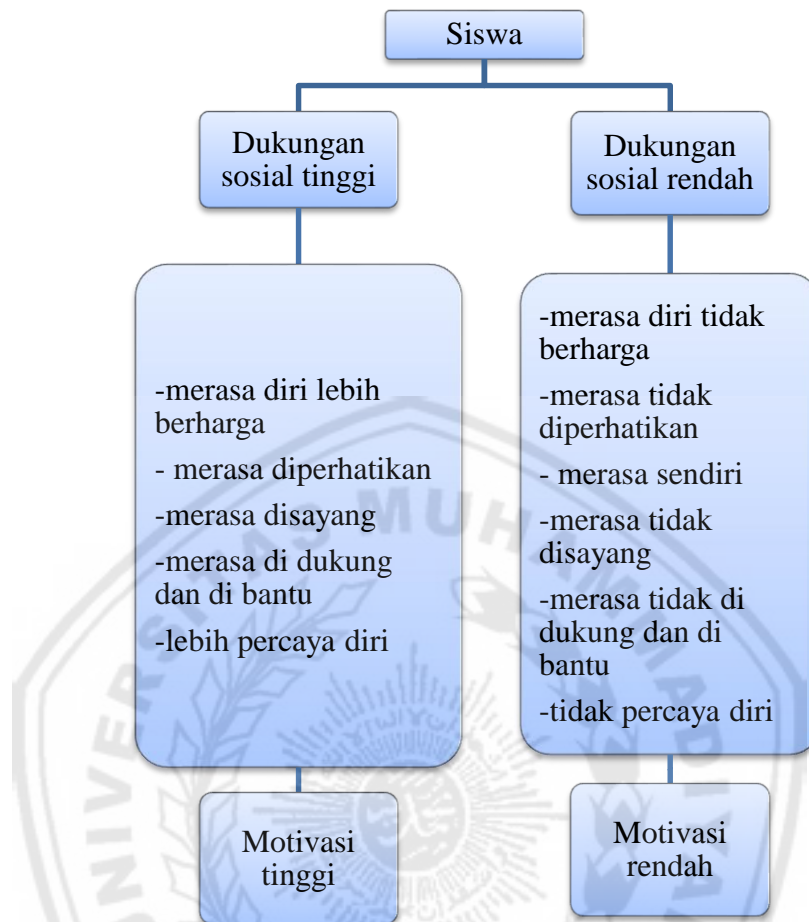 Siswa
Dukungan
sosial tinggi
Dukungan
sosial rendah
-merasa diri lebih
berharga
- merasa diperhatikan
-merasa disayang
-merasa di dukung
dan di bantu
-lebih percaya diri
-merasa diri tidak
berharga
-merasa tidak
diperhatikan
- merasa sendiri
-merasa tidak
disayang
-merasa tidak di
dukung dan di
bantu
-tidak percaya diri
Motivasi
tinggi
Motivasi
rendah
UNIVERSITAS MUHAMMADIYA